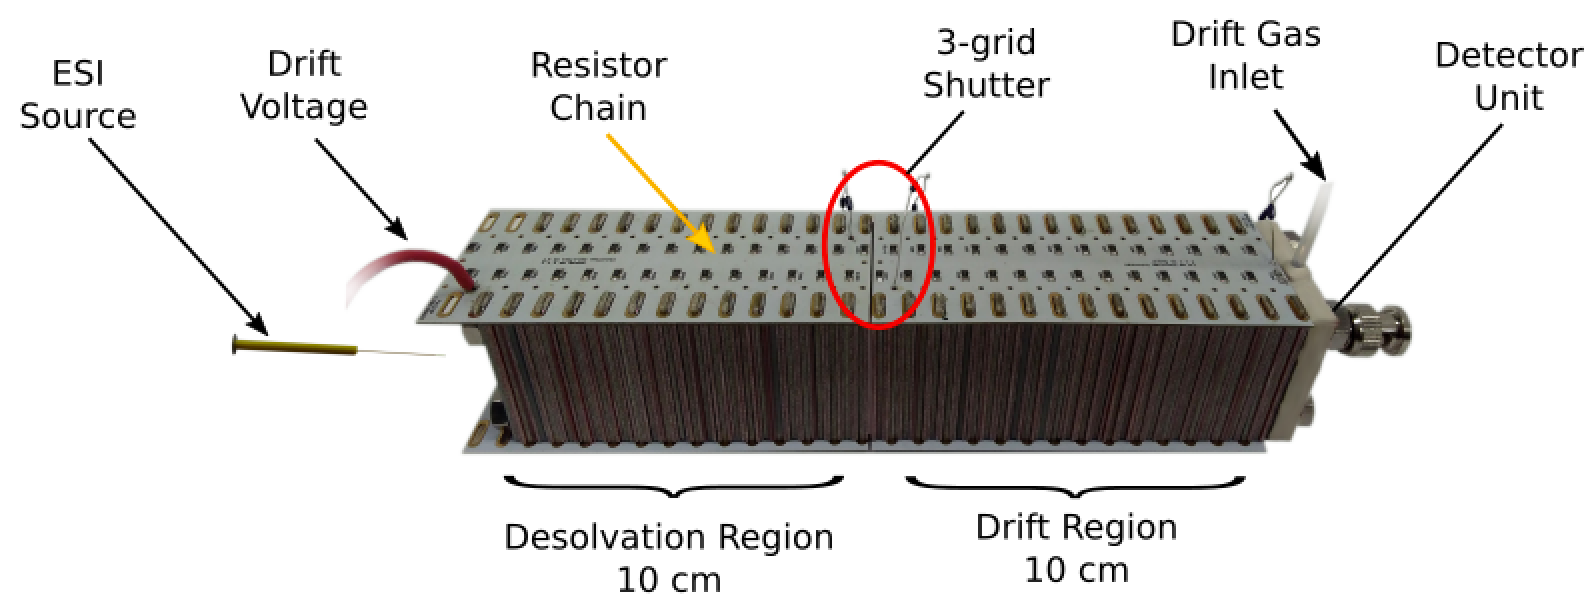 ESI
Source
Drift
Voltage
Resistor
Chain
3-grid
Shutter
Drift Gas
Inlet
Detector
Unit
Desolvation Region
10 cm
Drift Region
10 cm